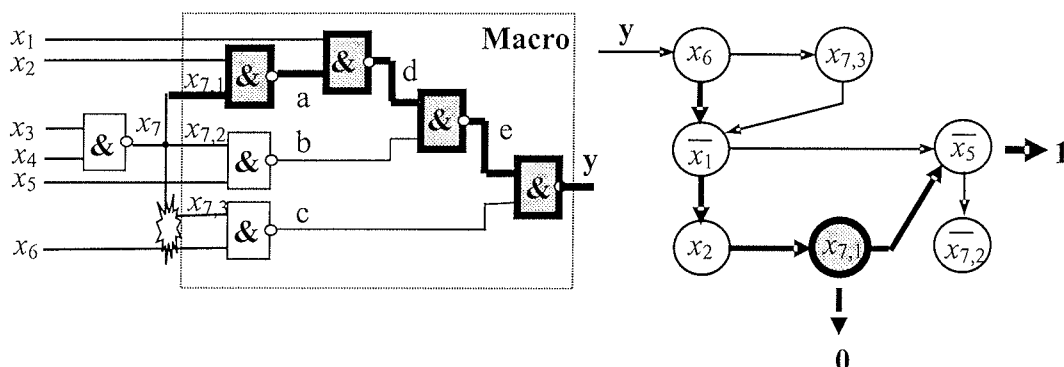 x₁
x₂
Macro
x₇,₁
&
&
a
d
x₃
x₄
x₅
&
x₇
x₇,₂
&
b
&
e
x₇,₃
x₆
&
c
&
y
y
x₆
x₇,₃
x̅₁
x̅₅
1
x₂
x₇,₁
x̅₇,₂
0